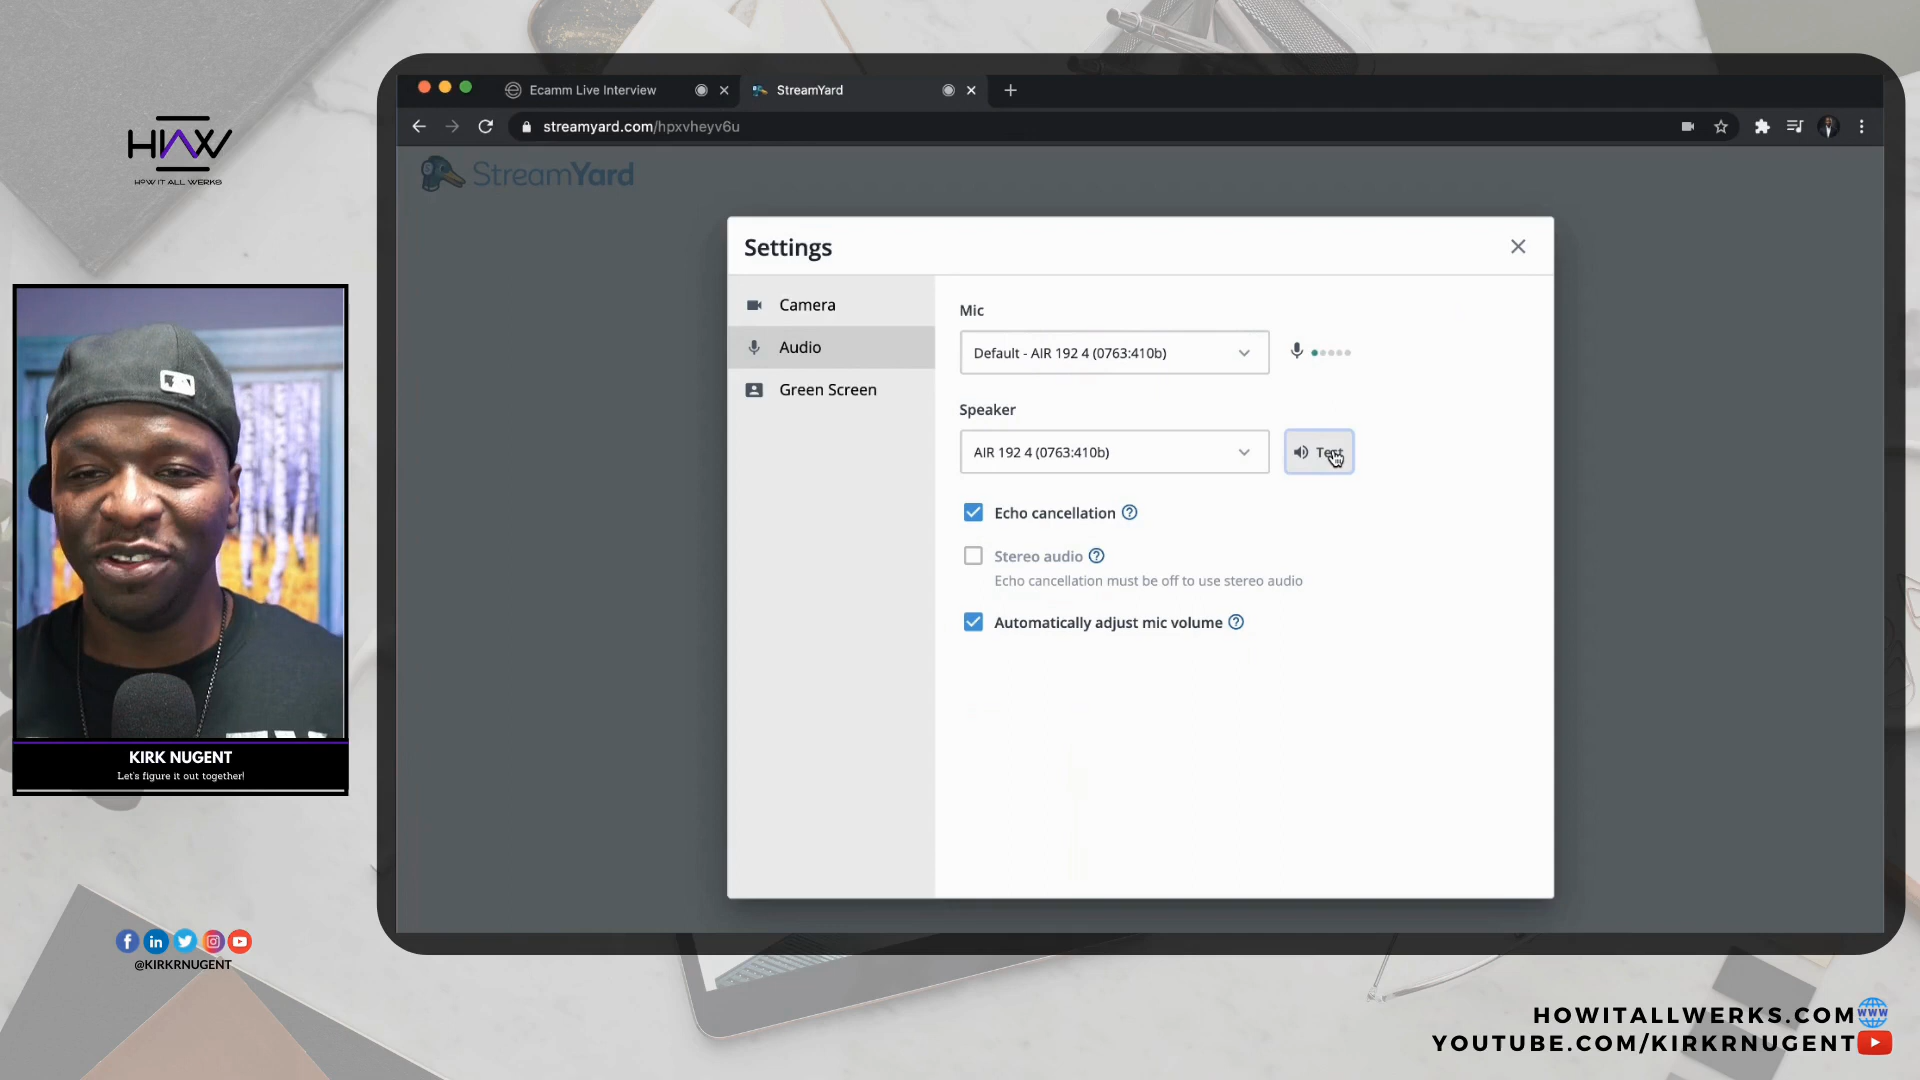 Ecamm Live Interview
StreamYard
streamyard.com/hpxvheyv6u
StreamYard
HIAW
HOW IT ALL WERKS
Settings
Camera
Audio
Green Screen
Mic
Default - AIR 192 4 (0763:410b)
Speaker
AIR 192 4 (0763:410b)
Test
Echo cancellation
Stereo audio
Echo cancellation must be off to use stereo audio
Automatically adjust mic volume
KIRK NUGENT
Let's figure it out together!
@KIRKRNUGENT
HOWITALLWERKS.COM
www
YOUTUBE.COM/KIRKRNUGENT